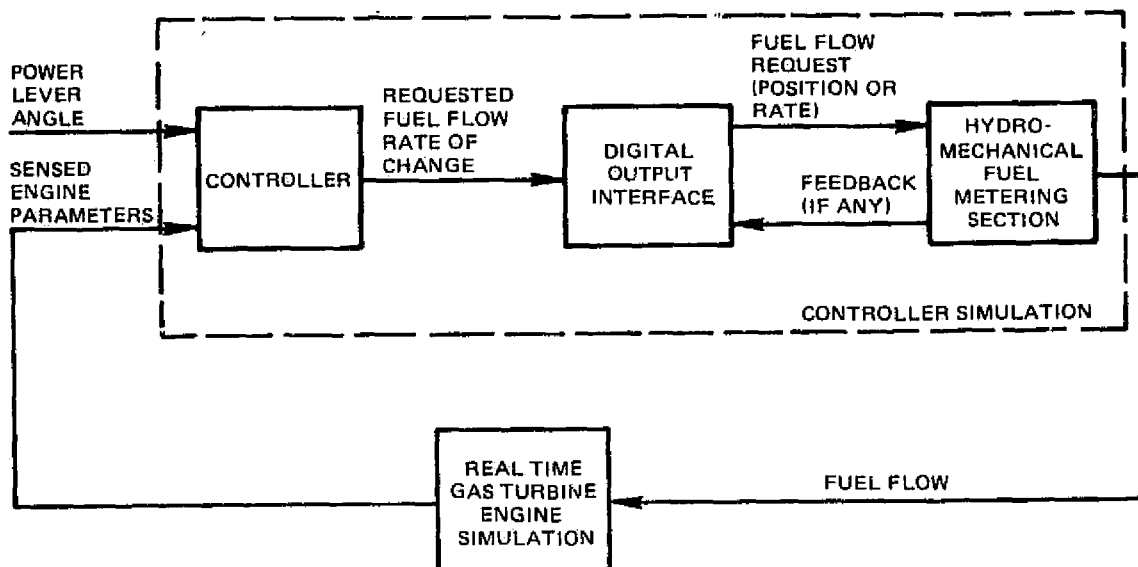 POWER
LEVER
ANGLE
SENSED
ENGINE
PARAMETERS
CONTROLLER
REQUESTED
FUEL FLOW
RATE OF
CHANGE
DIGITAL
OUTPUT
INTERFACE
FUEL FLOW
REQUEST
(POSITION OR
RATE)
FEEDBACK
(IF ANY)
HYDRO-
MECHANICAL
FUEL
METERING
SECTION
CONTROLLER SIMULATION
REAL TIME
GAS TURBINE
ENGINE
SIMULATION
FUEL FLOW